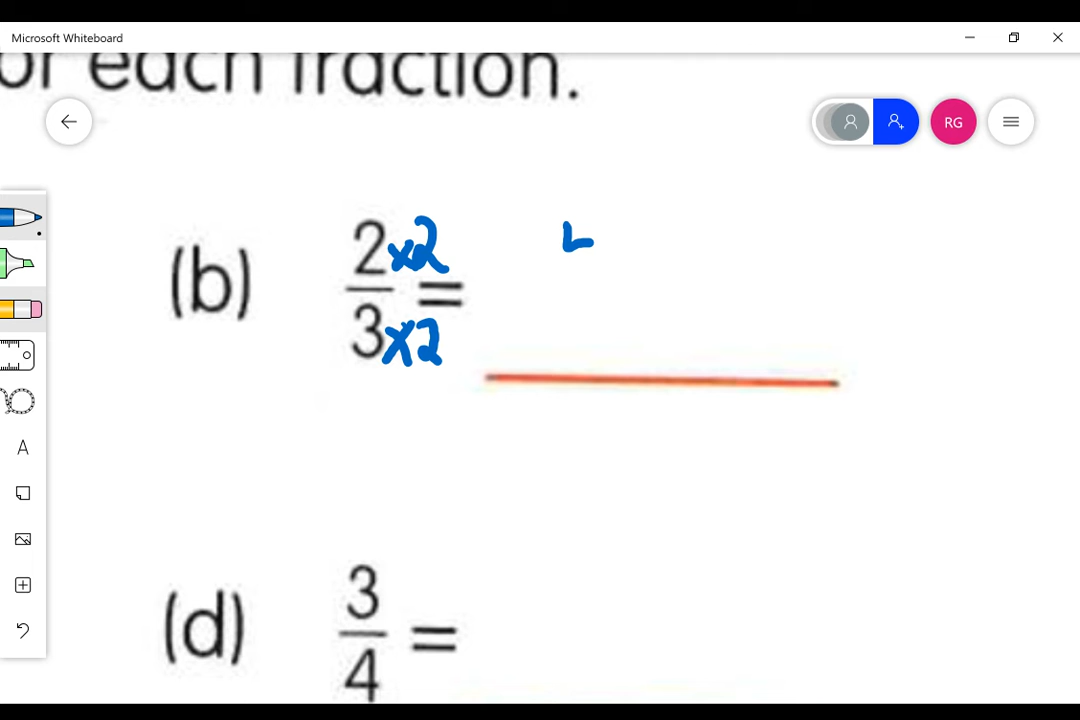 Microsoft Whiteboard
or each fraction.
RG
(b) 2×2
3×2 =
A
(d) 3
4 =